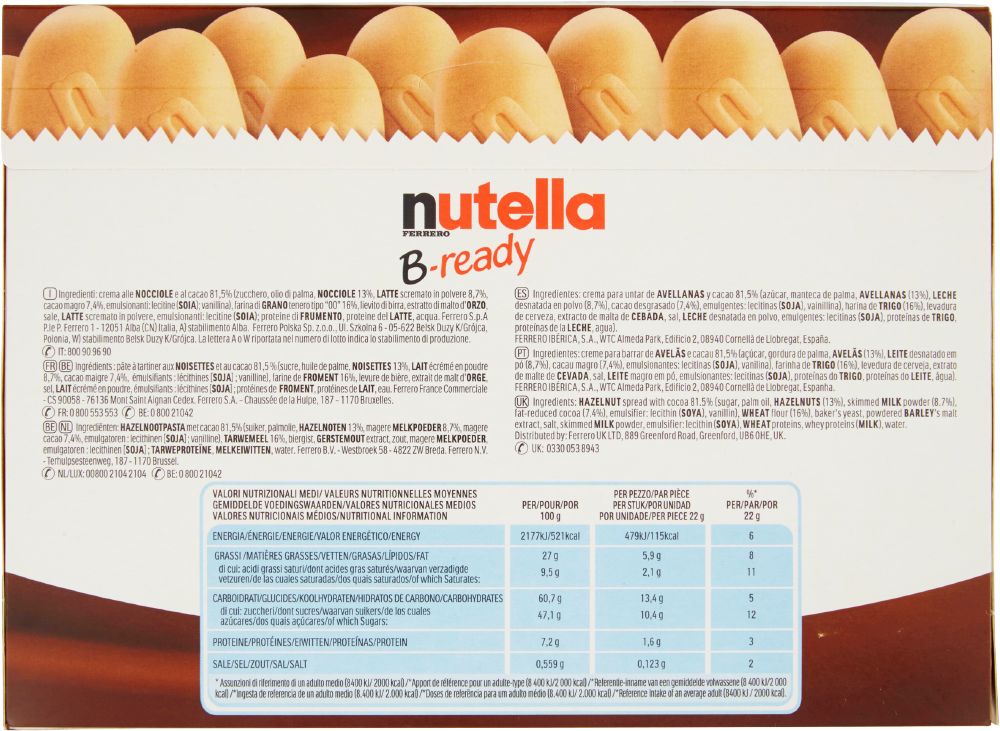 nutella
FERRERO
B-ready
I Ingredienti: crema alle NOCCIOLE e al cacao 81,5% (zucchero, olio di palma, NOCCIOLE 13%, LATTE scremato in polvere 8,7%,
cacao magro 7,4%, emulsionanti: lecitine (SOIA); vanillina), farina di GRANO tenero tipo "00" 16%, lievito di birra, estratto di malto d'ORZO,
sale, LATTE scremato in polvere, emulsionanti: lecitine (SOIA); proteine di FRUMENTO, proteine del LATTE, acqua. Ferrero S.p.A
P.le P. Ferrero 1 - 12051 Alba (CN) Italia, A) stabilimento Alba. Ferrero Polska Sp. z.o.o., Ul. Szkolna 6 - 05-622 Belsk Duzy K/Grójca,
Polonia, W) stabilimento Belsk Duzy K/Grójca. La lettera A o W riportata nel numero di lotto indica lo stabilimento di produzione.
IT: 800 90 96 90
FR BE Ingrédients : pâte à tartiner aux NOISETTES et au cacao 81,5% (sucre, huile de palme, NOISETTES 13%, LAIT écrémé en poudre
8,7%, cacao maigre 7,4%, émulsifiants : lécithines [SOJA] ; vanilline), farine de FROMENT 16%, levure de bière, extrait de malt d'ORGE,
sel, LAIT écrémé en poudre, émulsifiants : lécithines [SOJA] ; protéines de FROMENT, protéines de LAIT, eau. Ferrero France Commerciale
- CS 90058 - 76136 Mont Saint Aignan Cedex. Ferrero S.A. - Chaussée de la Hulpe, 187 - 1170 Bruxelles.
FR: 0 800 553 553 BE: 0 800 21042
BE NL Ingrediënten: HAZELNOOTPASTA met cacao 81,5% (suiker, palmolie, HAZELNOTEN 13%, magere MELKPOEDER 8,7%, magere
cacao 7,4%, emulgatoren : lecithinen [SOJA]; vanilline), TARWEMEEL 16%, biergist, GERSTEMOUT extract, zout, magere MELKPOEDER,
emulgatoren : lecithinen [SOJA] ; TARWEPROTEÏNE, MELKEIWITTEN, water. Ferrero B.V. - Westbroek 58 - 4822 ZW Breda. Ferrero N.V.
- Terhulpsesteenweg, 187 - 1170 Brussel.
NL/LUX: 00800 2104 2104 BE: 0 800 21042
ES Ingredientes: crema para untar de AVELLANAS y cacao 81,5% (azúcar, manteca de palma, AVELLANAS (13%), LECHE
desnatada en polvo (8,7%), cacao desgrasado (7,4%), emulgentes: lecitinas (SOJA), vainillina), harina de TRIGO (16%), levadura
de cerveza, extracto de malta de CEBADA, sal, LECHE desnatada en polvo, emulgentes: lecitinas (SOJA), proteínas de TRIGO,
proteínas de la LECHE, agua).
FERRERO IBÉRICA, S.A., WTC Almeda Park, Edificio 2, 08940 Cornellà de Llobregat, España.
PT Ingredientes: creme para barrar de AVELÃS e cacau 81,5% (açúcar, gordura de palma, AVELÃS (13%), LEITE desnatado em
pó (8,7%), cacau magro (7,4%), emulsionantes: lecitinas (SOJA), vanilina), farinha de TRIGO (16%), levedura de cerveja, extrato
de malte de CEVADA, sal, LEITE magro em pó, emulsionantes: lecitinas (SOJA), proteínas do TRIGO, proteínas do LEITE, água).
FERRERO IBÉRICA, S.A., WTC Almeda Park, Edificio 2, 08940 Cornellà de Llobregat, Espanha.
UK Ingredients: HAZELNUT spread with cocoa 81.5% (sugar, palm oil, HAZELNUTS (13%), skimmed MILK powder (8.7%),
fat-reduced cocoa (7.4%), emulsifier: lecithin (SOYA), vanillin), WHEAT flour (16%), baker's yeast, powdered BARLEY's malt
extract, salt, skimmed MILK powder, emulsifier: lecithin (SOYA), WHEAT proteins, whey proteins (MILK), water.
Distributed by: Ferrero UK LTD, 889 Greenford Road, Greenford, UB6 0HE, UK.
UK: 0330 053 8943
VALORI NUTRIZIONALI MEDI/ VALEURS NUTRITIONNELLES MOYENNES
GEMIDDELDE VOEDINGSWAARDEN/VALORES NUTRICIONALES MEDIOS
VALORES NUTRICIONAIS MÉDIOS/NUTRITIONAL INFORMATION
PER/POUR/POR
100 g
PER PEZZO/PAR PIÈCE
PER STUK/POR UNIDAD
POR UNIDADE/PER PIECE 22 g
%*
PER/PAR/POR
22 g
ENERGIA/ÉNERGIE/ENERGIE/VALOR ENERGÉTICO/ENERGY 2177kJ/521kcal 479kJ/115kcal 6
GRASSI /MATIÈRES GRASSES/VETTEN/GRASAS/LÍPIDOS/FAT 27 g 5,9 g 8
di cui: acidi grassi saturi/dont acides gras saturés/waarvan verzadigde
vetzuren/de las cuales saturadas/dos quais saturados/of which Saturates: 9,5 g 2,1 g 11
CARBOIDRATI/GLUCIDES/KOOLHYDRATEN/HIDRATOS DE CARBONO/CARBOHYDRATES 60,7 g 13,4 g 5
di cui: zuccheri/dont sucres/waarvan suikers/de los cuales
azúcares/dos quais açúcares/of which Sugars: 47,1 g 10,4 g 12
PROTEINE/PROTÉINES/EIWITTEN/PROTEÍNAS/PROTEIN 7,2 g 1,6 g 3
SALE/SEL/ZOUT/SAL/SALT 0,559 g 0,123 g 2
* Assunzioni di riferimento di un adulto medio (8400 kJ/ 2000 kcal) /*Apport de référence pour un adulte-type (8 400 kJ/2 000 kcal) /*Referentie-inname van een gemiddelde volwassene (8 400 kJ/2 000
kcal) /*Ingesta de referencia de un adulto medio (8.400 kJ/ 2.000 kcal) /*Doses de referência para um adulto médio (8.400 kJ/ 2.000 kcal) /*Reference intake of an average adult (8400 kJ / 2000 kcal).